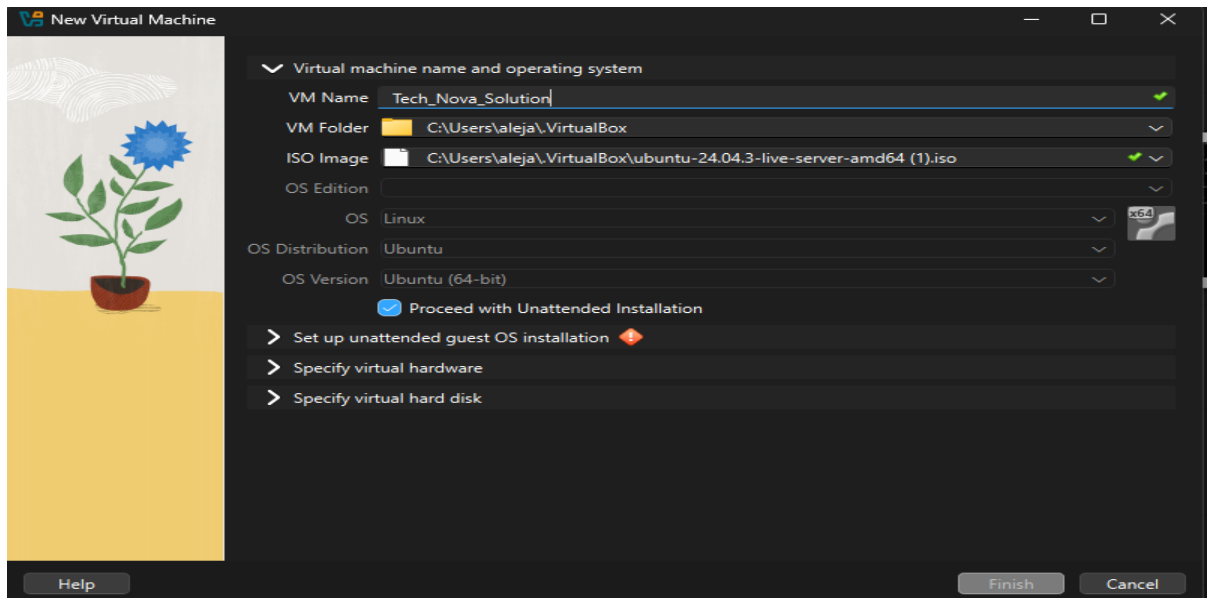 New Virtual Machine
Virtual machine name and operating system
VM Name Tech_Nova_Solution
VM Folder C:\Users\aleja\.VirtualBox
ISO Image C:\Users\aleja\.VirtualBox\ubuntu-24.04.3-live-server-amd64 (1).iso
OS Edition
OS Linux x64
OS Distribution Ubuntu
OS Version Ubuntu (64-bit)
Proceed with Unattended Installation
Set up unattended guest OS installation
Specify virtual hardware
Specify virtual hard disk
Help Finish Cancel